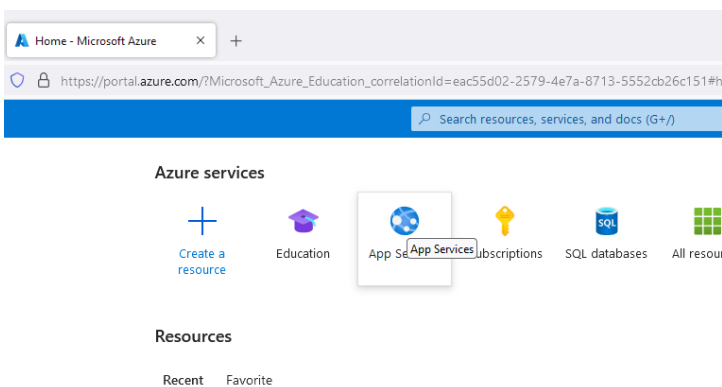 Home - Microsoft Azure
https://portal.azure.com/?Microsoft_Azure_Education_correlationId=eac55d02-2579-4e7a-8713-5552cb26c151#h
Search resources, services, and docs (G+/)
Azure services
Create a resource
Education
App Se
App Services
ubscriptions
SQL databases
All resour
Resources
Recent Favorite